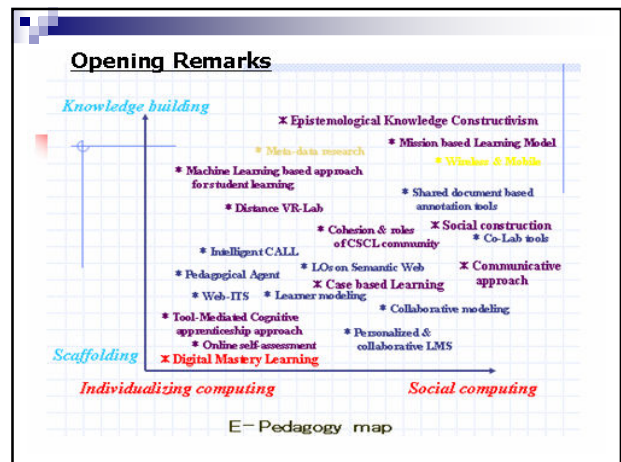 Opening Remarks
Knowledge building
* Epistemological Knowledge Constructivism
* Mission based Learning Model
* Meta-data research
* Wireless & Mobile
* Machine Learning based approach
for student learning
* Shared document based
annotation tools
* Distance VR-Lab
* Cohesion & roles
of CSCL community
* Social construction
* Co-Lab tools
* Intelligent CALL
* LOs on Semantic Web
* Communicative
approach
* Pedagogical Agent
* Case based Learning
* Web-ITS
* Learner modeling
* Collaborative modeling
* Tool-Mediated Cognitive
apprenticeship approach
* Personalized &
collaborative LMS
* Online self-assessment
Scaffolding
* Digital Mastery Learning
Individualizing computing
Social computing
E-Pedagogy map